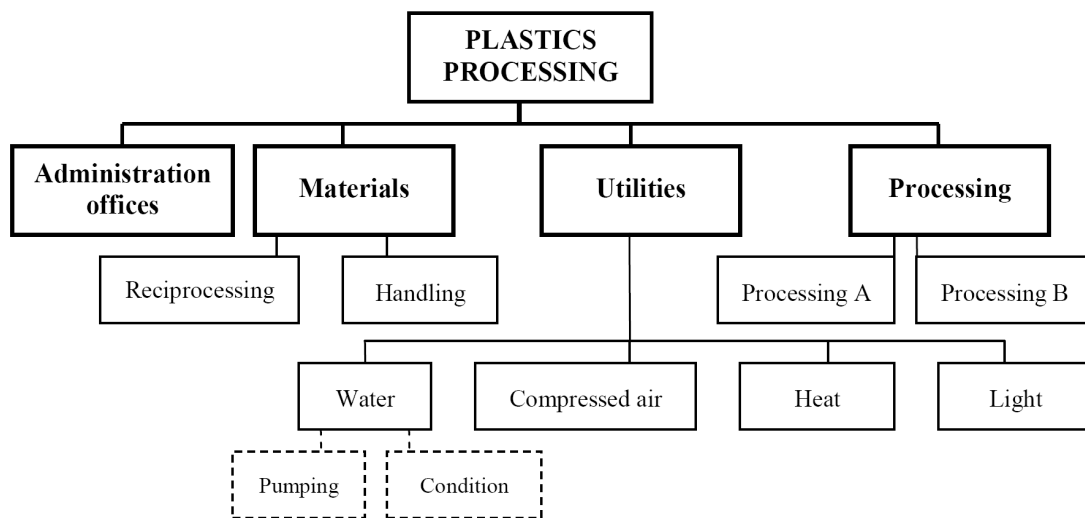 PLASTICS
PROCESSING
Administration
offices
Materials
Utilities
Processing
Reciprocessing
Handling
Processing A
Processing B
Water
Compressed air
Heat
Light
Pumping
Condition